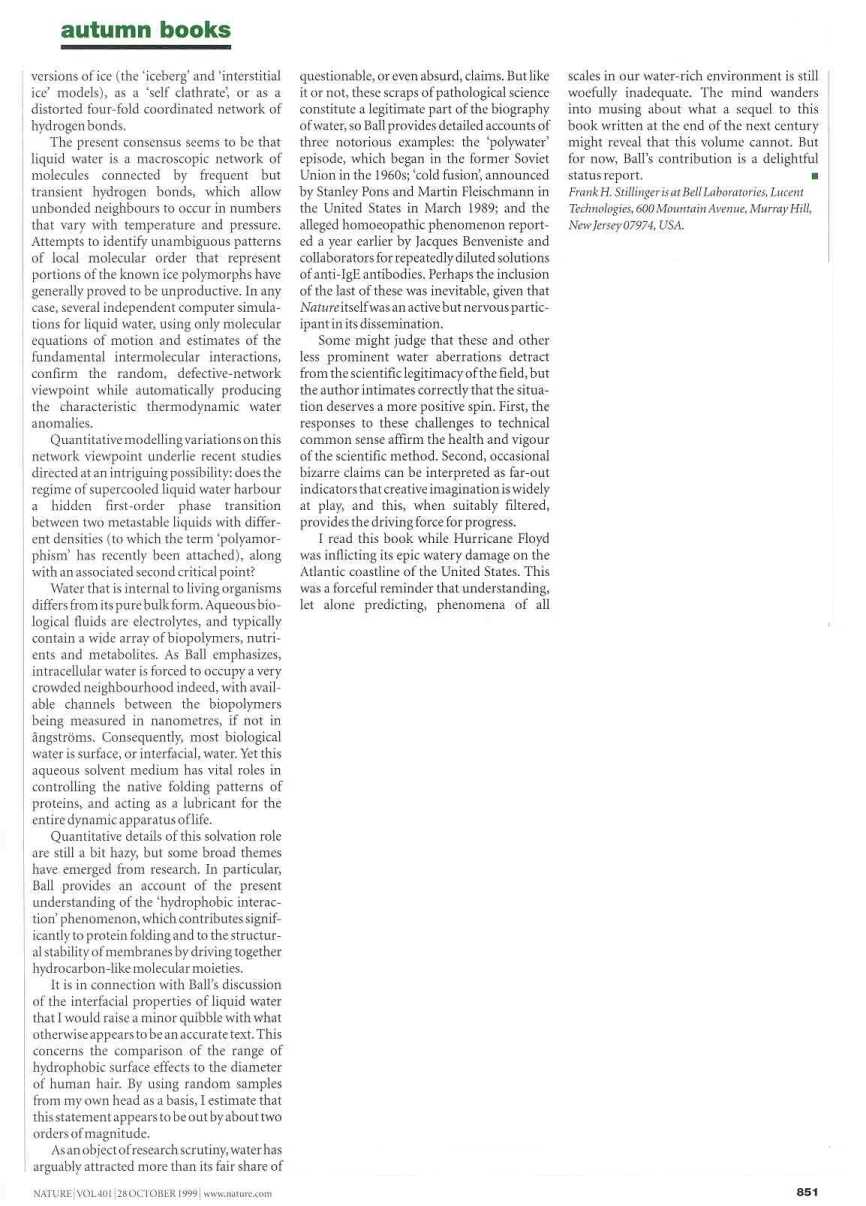 autumn books
versions of ice (the ‘iceberg’ and ‘interstitial
ice’ models), as a ‘self clathrate’, or as a
distorted four-fold coordinated network of
hydrogen bonds.
The present consensus seems to be that
liquid water is a macroscopic network of
molecules connected by frequent but
transient hydrogen bonds, which allow
unbonded neighbours to occur in numbers
that vary with temperature and pressure.
Attempts to identify unambiguous patterns
of local molecular order that represent
portions of the known ice polymorphs have
generally proved to be unproductive. In any
case, several independent computer simula-
tions for liquid water, using only molecular
equations of motion and estimates of the
fundamental intermolecular interactions,
confirm the random, defective-network
viewpoint while automatically producing
the characteristic thermodynamic water
anomalies.
Quantitative modelling variations on this
network viewpoint underlie recent studies
directed at an intriguing possibility: does the
regime of supercooled liquid water harbour
a hidden first-order phase transition
between two metastable liquids with differ-
ent densities (to which the term ‘polyamor-
phism’ has recently been attached), along
with an associated second critical point?
Water that is internal to living organisms
differs from its pure bulk form. Aqueous bio-
logical fluids are electrolytes, and typically
contain a wide array of biopolymers, nutri-
ents and metabolites. As Ball emphasizes,
intracellular water is forced to occupy a very
crowded neighbourhood indeed, with avail-
able channels between the biopolymers
being measured in nanometres, if not in
ångströms. Consequently, most biological
water is surface, or interfacial, water. Yet this
aqueous solvent medium has vital roles in
controlling the native folding patterns of
proteins, and acting as a lubricant for the
entire dynamic apparatus of life.
Quantitative details of this solvation role
are still a bit hazy, but some broad themes
have emerged from research. In particular,
Ball provides an account of the present
understanding of the ‘hydrophobic interac-
tion’ phenomenon, which contributes signif-
icantly to protein folding and to the structur-
al stability of membranes by driving together
hydrocarbon-like molecular moieties.
It is in connection with Ball’s discussion
of the interfacial properties of liquid water
that I would raise a minor quibble with what
otherwise appears to be an accurate text. This
concerns the comparison of the range of
hydrophobic surface effects to the diameter
of human hair. By using random samples
from my own head as a basis, I estimate that
this statement appears to be out by about two
orders of magnitude.
As an object of research scrutiny, water has
arguably attracted more than its fair share of
questionable, or even absurd, claims. But like
it or not, these scraps of pathological science
constitute a legitimate part of the biography
of water, so Ball provides detailed accounts of
three notorious examples: the ‘polywater’
episode, which began in the former Soviet
Union in the 1960s; ‘cold fusion’, announced
by Stanley Pons and Martin Fleischmann in
the United States in March 1989; and the
alleged homoeopathic phenomenon report-
ed a year earlier by Jacques Benveniste and
collaborators for repeatedly diluted solutions
of anti-IgE antibodies. Perhaps the inclusion
of the last of these was inevitable, given that
Nature itself was an active but nervous partic-
ipant in its dissemination.
Some might judge that these and other
less prominent water aberrations detract
from the scientific legitimacy of the field, but
the author intimates correctly that the situa-
tion deserves a more positive spin. First, the
responses to these challenges to technical
common sense affirm the health and vigour
of the scientific method. Second, occasional
bizarre claims can be interpreted as far-out
indicators that creative imagination is widely
at play, and this, when suitably filtered,
provides the driving force for progress.
I read this book while Hurricane Floyd
was inflicting its epic watery damage on the
Atlantic coastline of the United States. This
was a forceful reminder that understanding,
let alone predicting, phenomena of all
scales in our water-rich environment is still
woefully inadequate. The mind wanders
into musing about what a sequel to this
book written at the end of the next century
might reveal that this volume cannot. But
for now, Ball’s contribution is a delightful
status report.
Frank H. Stillinger is at Bell Laboratories, Lucent
Technologies, 600 Mountain Avenue, Murray Hill,
New Jersey 07974, USA.
NATURE | VOL 401 | 28 OCTOBER 1999 | www.nature.com
851